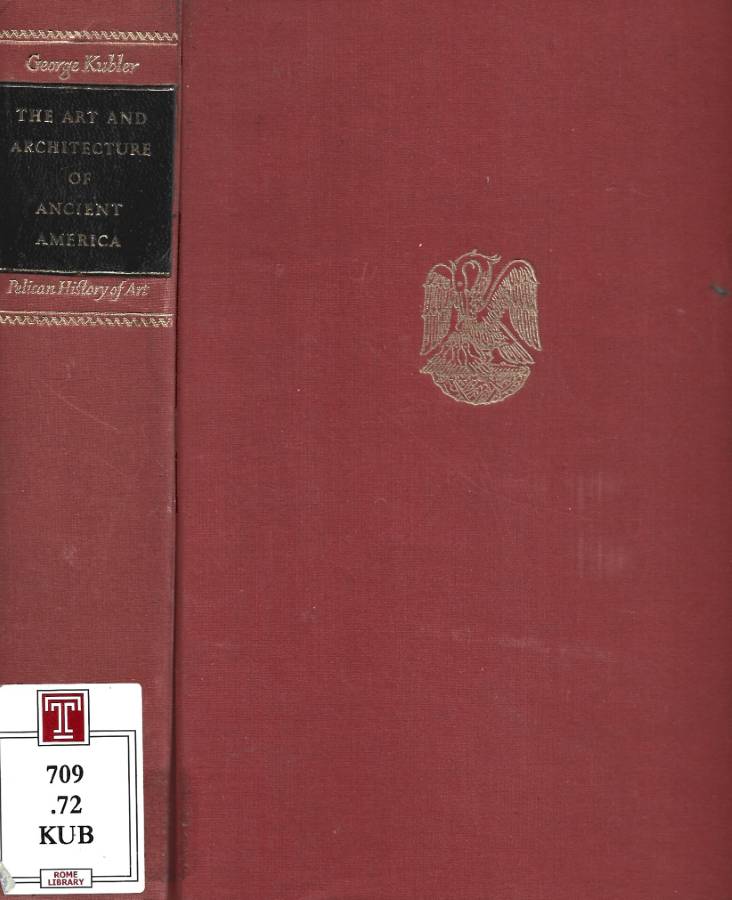 George Kubler
THE ART AND
ARCHITECTURE
OF
ANCIENT
AMERICA
Pelican History of Art
T
709
.72
KUB
ROME
LIBRARY